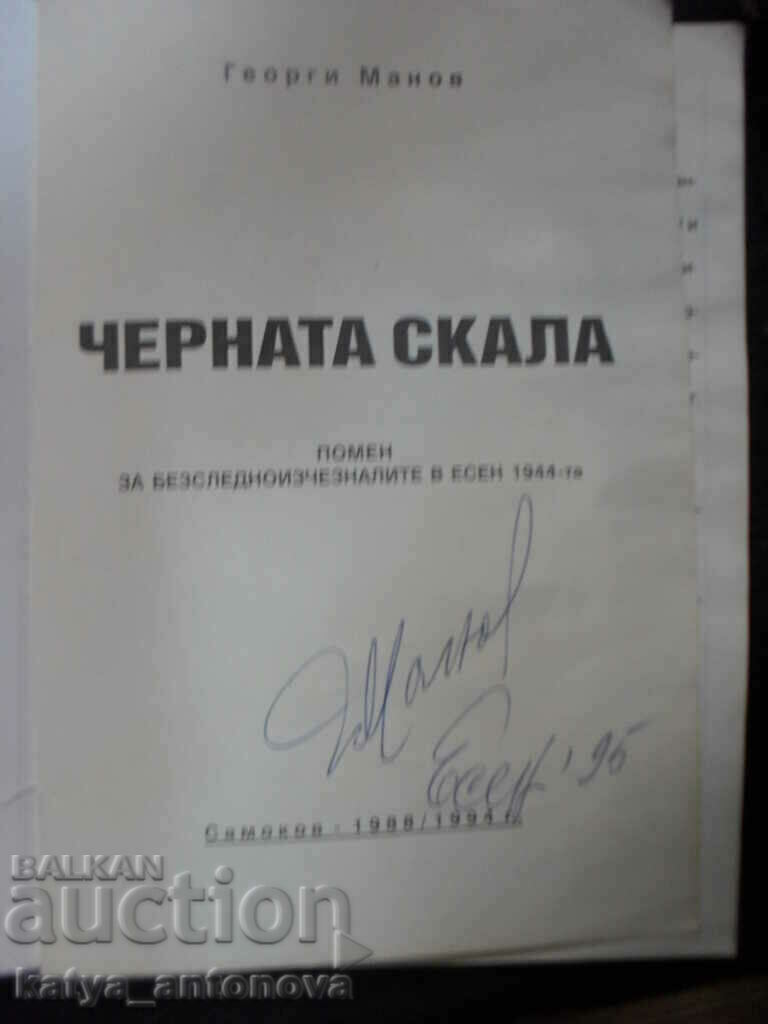 Георги Манов
ЧЕРНАТА СКАЛА
ПОМЕН
ЗА БЕЗСЛЕДНОИЗЧЕЗНАЛИТЕ В ЕСЕН 1944-та
Манов
Есен '95
Самоков - 1988/1994 г.
BALKAN
auction
katya_antonova